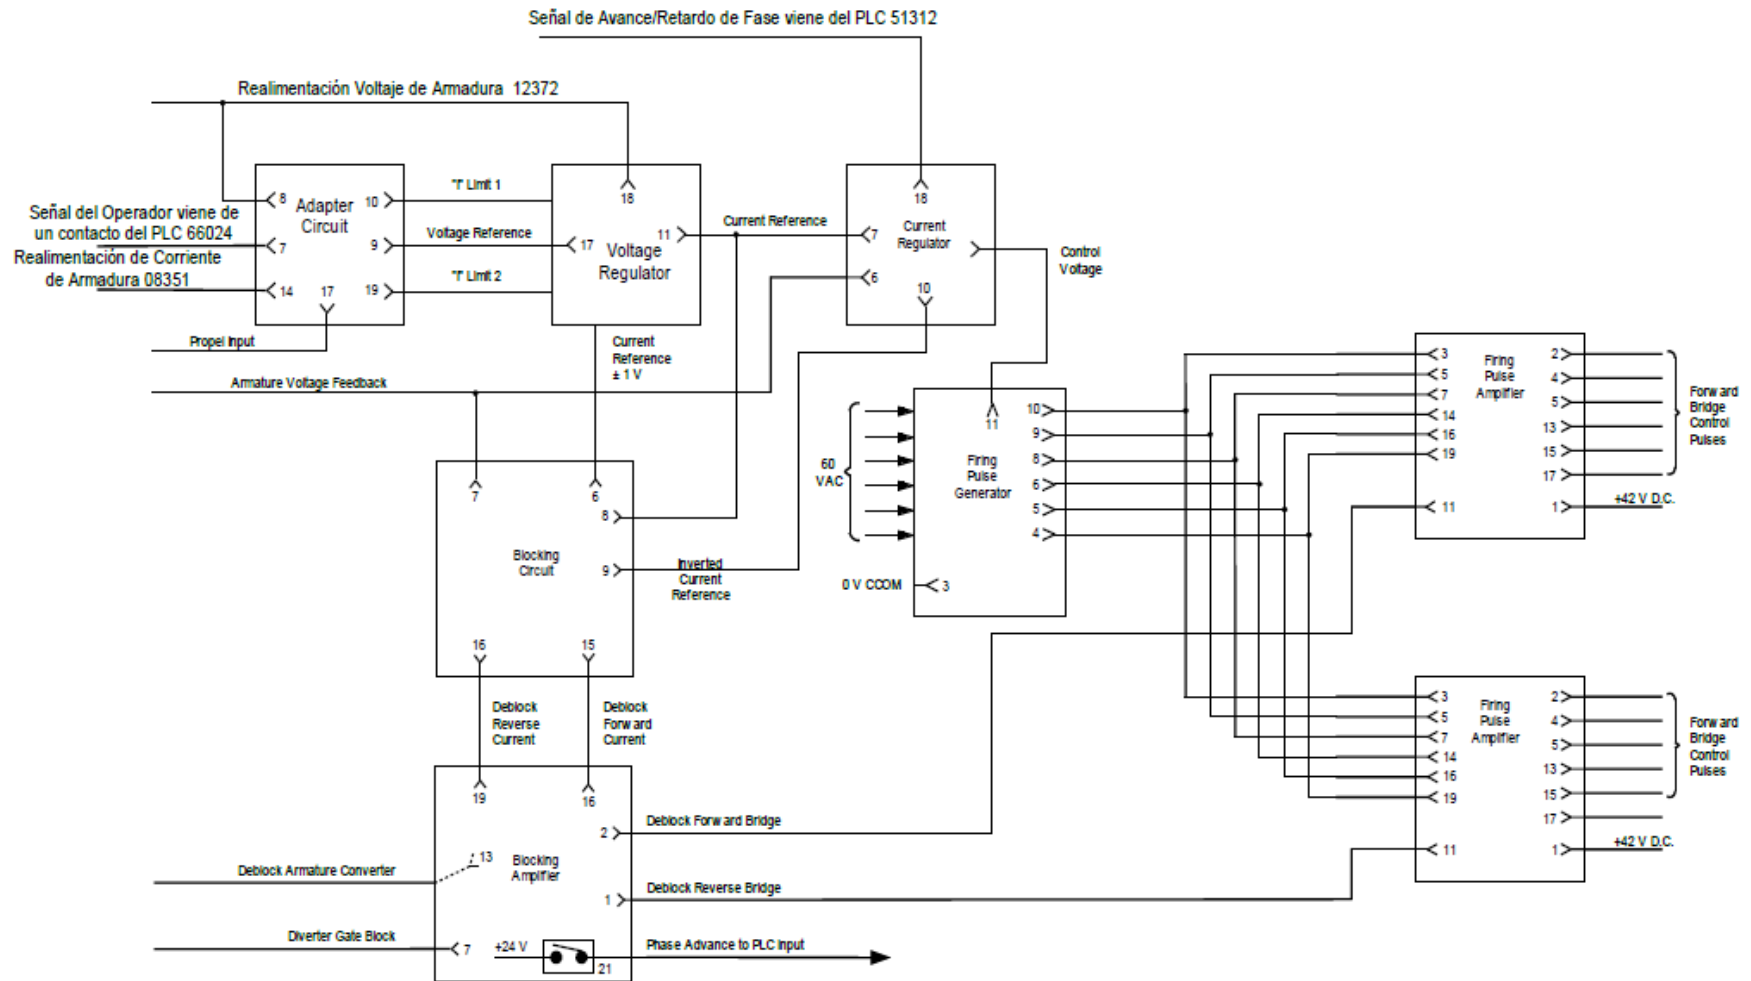 Señal de Avance/Retardo de Fase viene del PLC 51312
Realimentación Voltaje de Armadura 12372
Señal del Operador viene de
un contacto del PLC 66024
Realimentación de Corriente
de Armadura 08351
Propel Input
Armature Voltage Feedback
8
7
14
17
10
9
19
Adapter
Circuit
"I" Limit 1
Voltage Reference
"I" Limit 2
18
17
11
Voltage
Regulator
Current Reference
Current
Reference
± 1 V
18
7
6
10
Current
Regulator
Control
Voltage
7
6
8
9
Blocking
Circuit
16
15
Inverted
Current
Reference
Deblock
Reverse
Current
Deblock
Forward
Current
60
VAC
0 V CCOM
3
11
Firing
Pulse
Generator
10
9
8
6
5
4
3
5
7
14
16
19
11
Firing
Pulse
Amplifier
2
4
5
13
15
17
1
Forward
Bridge
Control
Pulses
+42 V D.C.
3
5
7
14
16
19
11
Firing
Pulse
Amplifier
2
4
5
13
15
17
1
Forward
Bridge
Control
Pulses
+42 V D.C.
19
16
2
13
Blocking
Amplifier
1
7
+24 V
21
Deblock Armature Converter
Diverter Gate Block
Deblock Forward Bridge
Deblock Reverse Bridge
Phase Advance to PLC Input